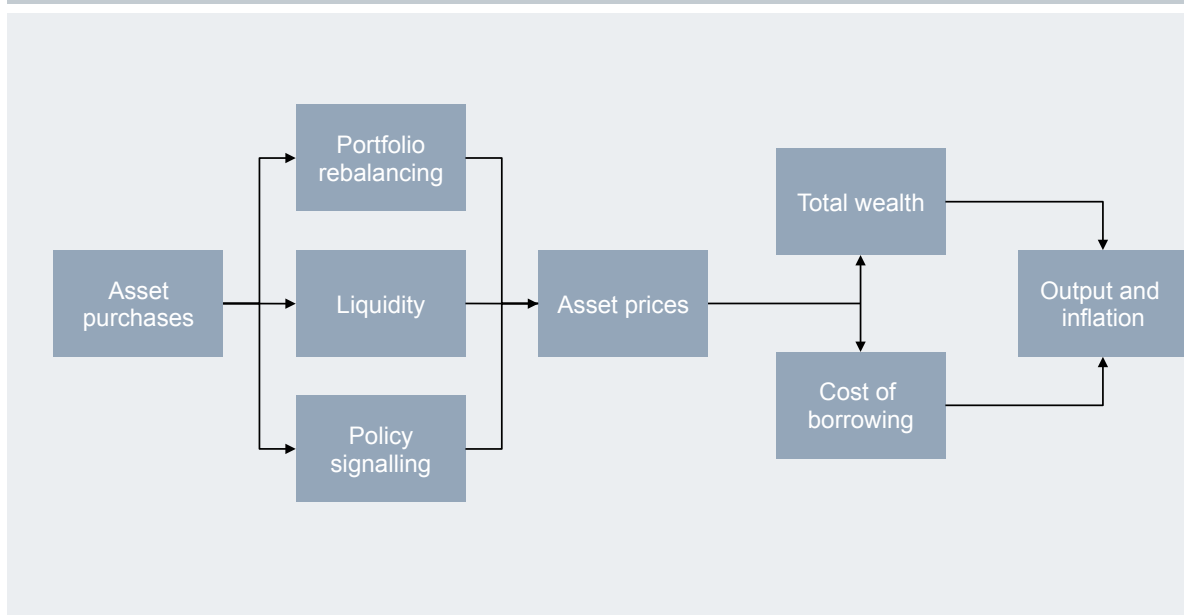 Portfolio
rebalancing
Total wealth
Asset
purchases
Liquidity
Asset prices
Output and
inflation
Cost of
borrowing
Policy
signalling